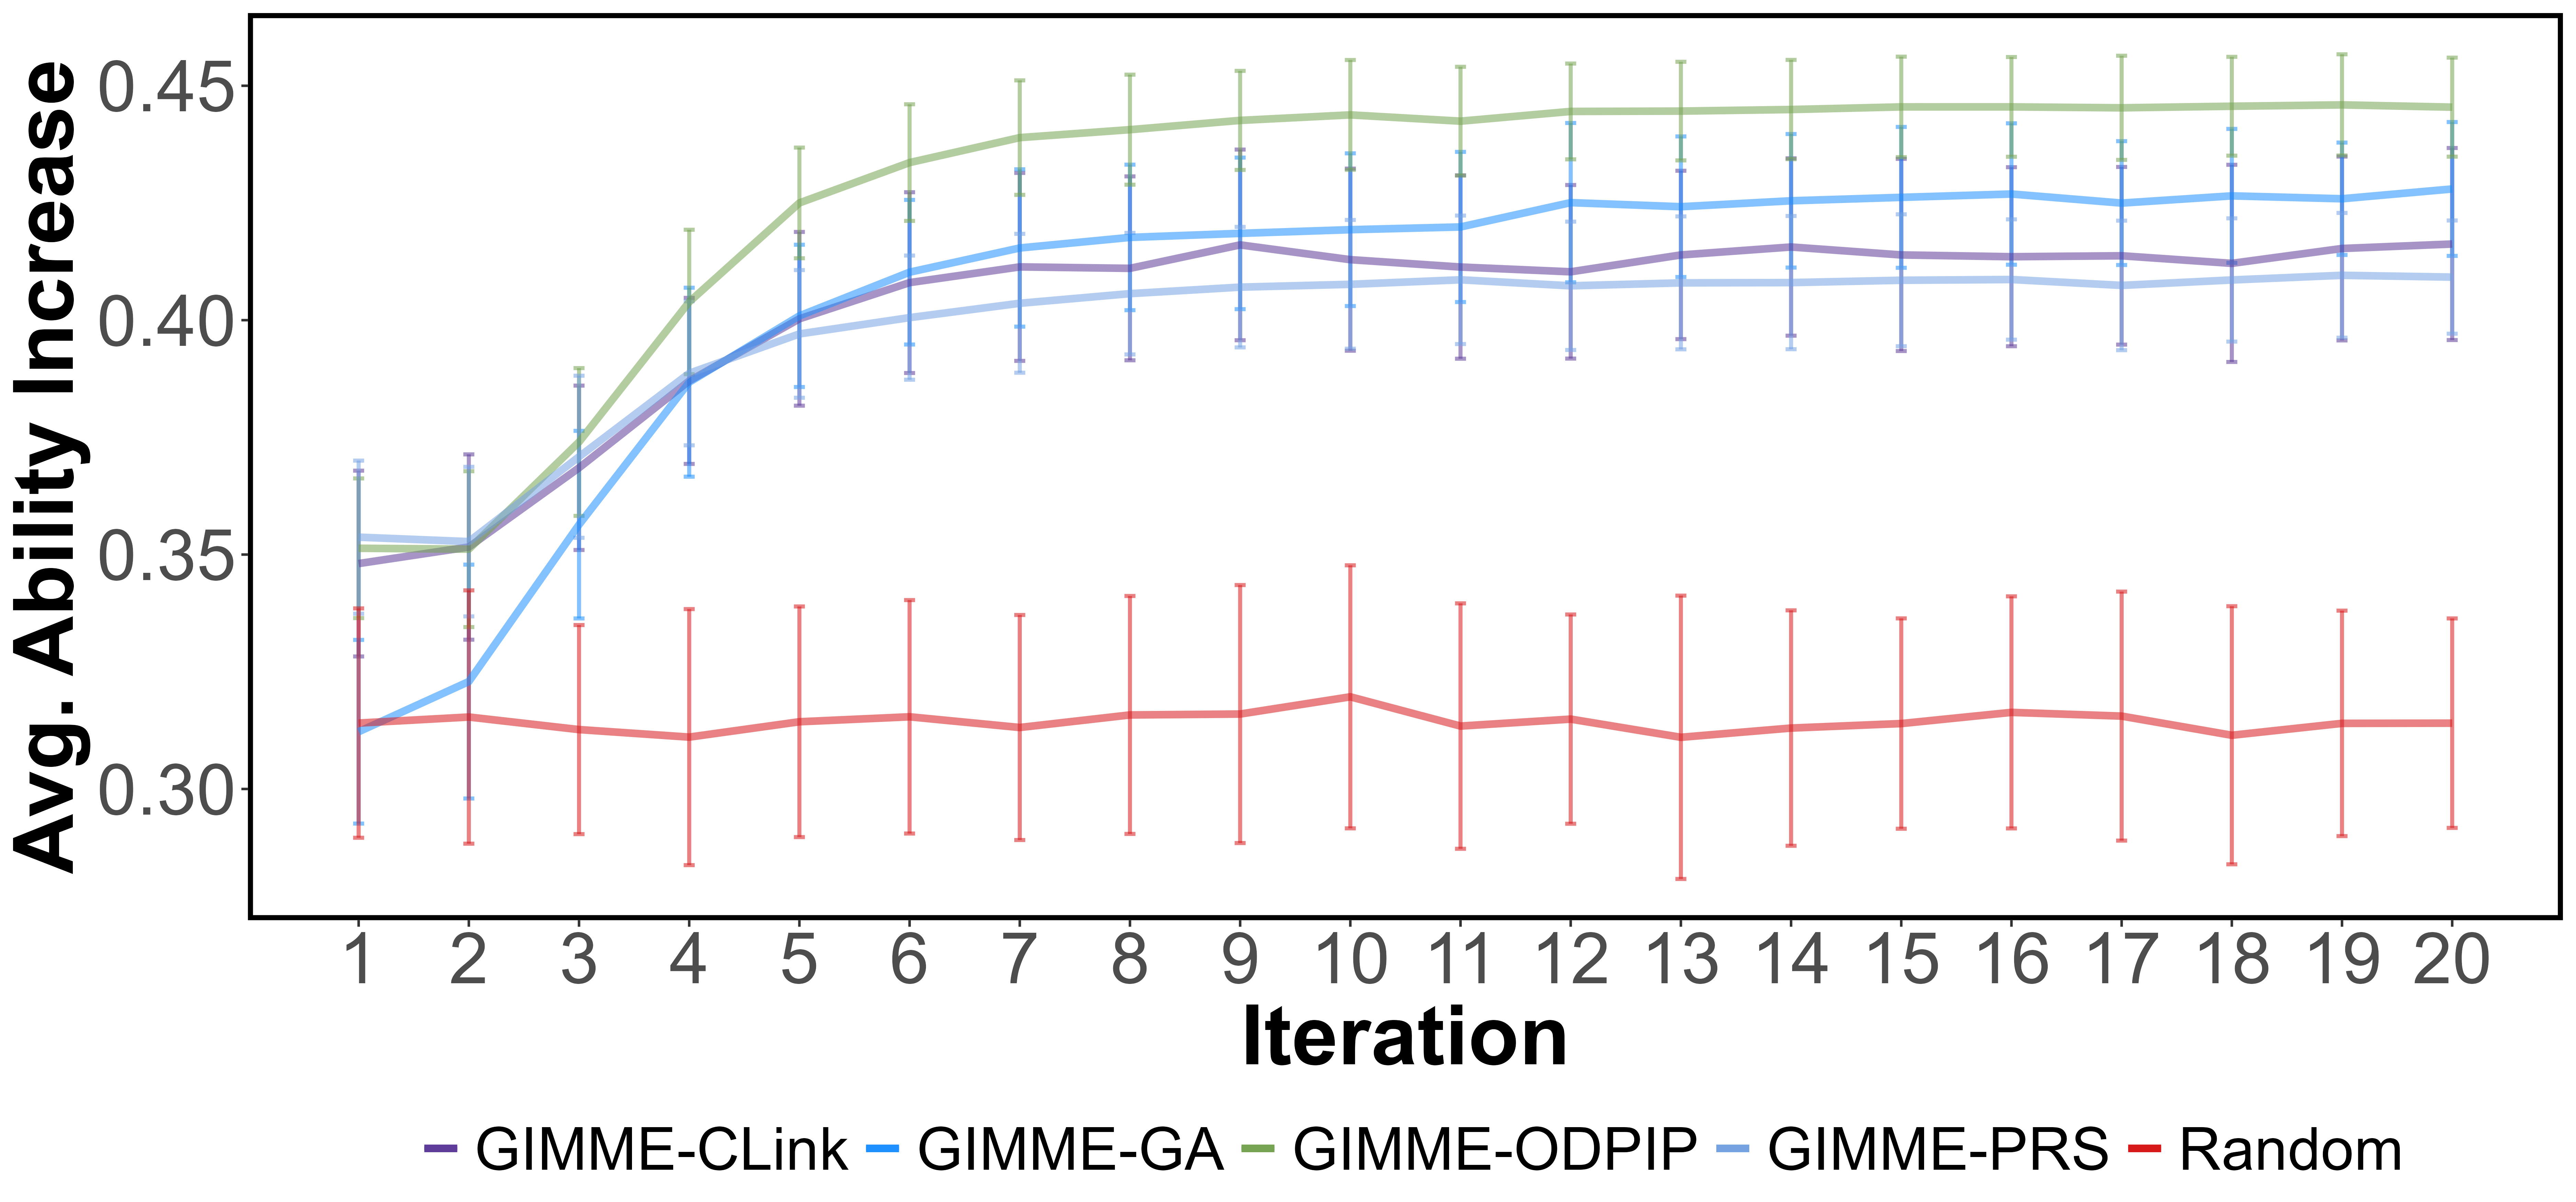 Avg. Ability Increase
0.45
0.40
0.35
0.30
1 2 3 4 5 6 7 8 9 10 11 12 13 14 15 16 17 18 19 20
Iteration
GIMME-CLink GIMME-GA GIMME-ODPIP GIMME-PRS Random